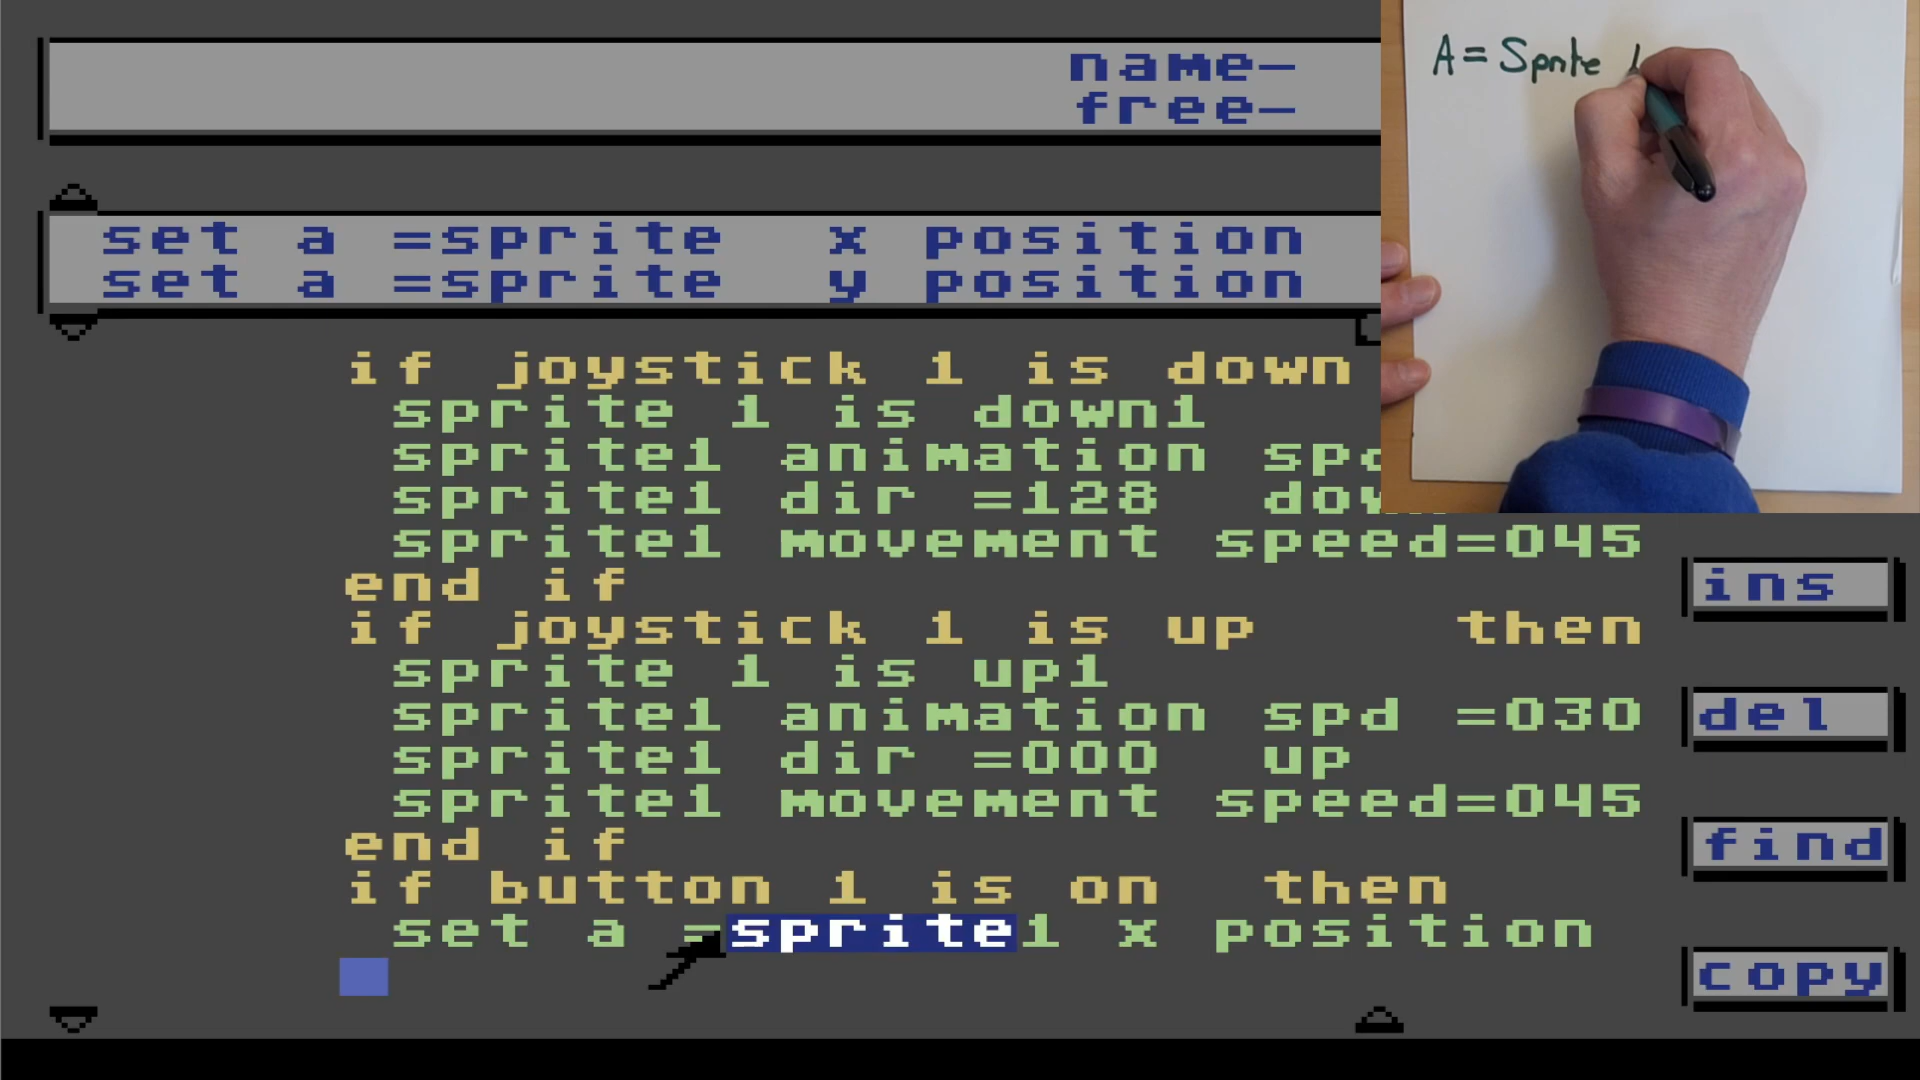 name-
free-
A = Sprite 1
set a =sprite x position
set a =sprite y position
if joystick 1 is down
sprite 1 is down1
sprite1 animation sp
sprite1 dir =128
sprite1 movement speed=045
end if
if joystick 1 is up then
sprite 1 is up1
sprite1 animation spd =030
sprite1 dir =000 up
sprite1 movement speed=045
end if
if button 1 is on then
set a =sprite1 x position
ins
del
find
copy